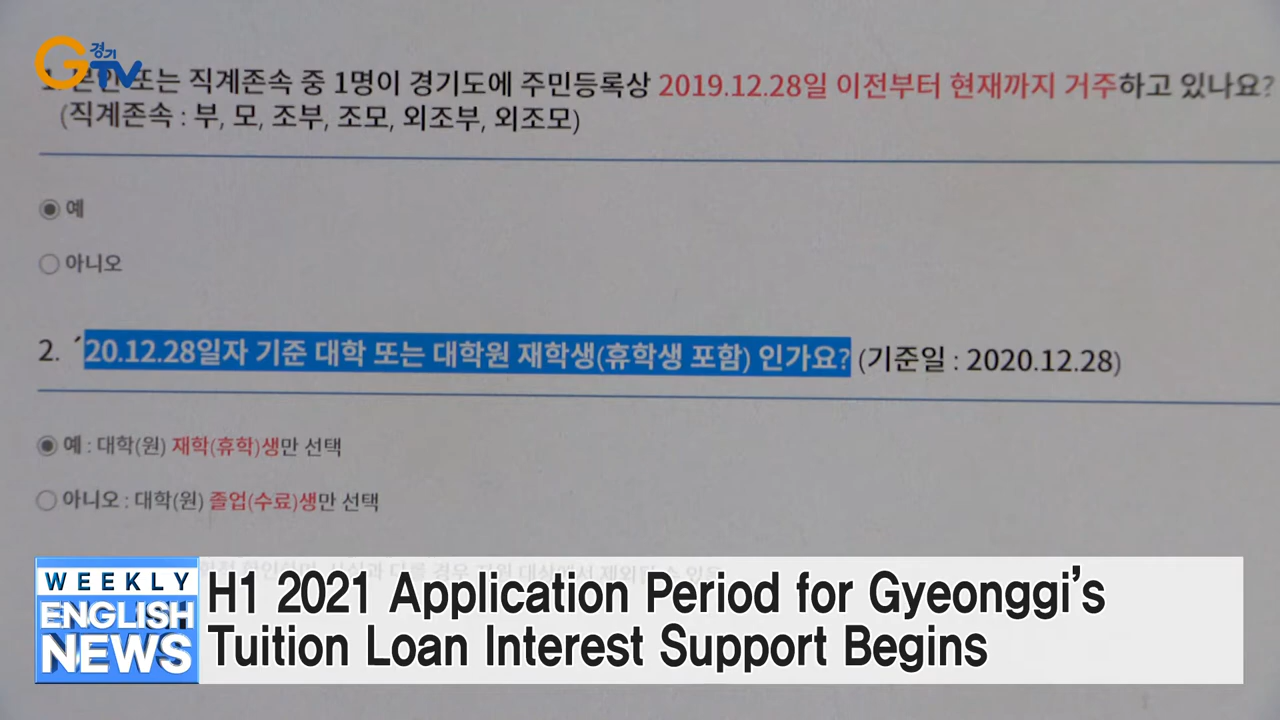 경기
GTV
본인 또는 직계존속 중 1명이 경기도에 주민등록상 2019.12.28일 이전부터 현재까지 거주하고 있나요?
(직계존속 : 부, 모, 조부, 조모, 외조부, 외조모)
예
아니오
2. ´20.12.28일자 기준 대학 또는 대학원 재학생(휴학생 포함) 인가요? (기준일 : 2020.12.28)
예 : 대학(원) 재학(휴학)생만 선택
아니오 : 대학(원) 졸업(수료)생만 선택
WEEKLY
ENGLISH
NEWS
H1 2021 Application Period for Gyeonggi's
Tuition Loan Interest Support Begins